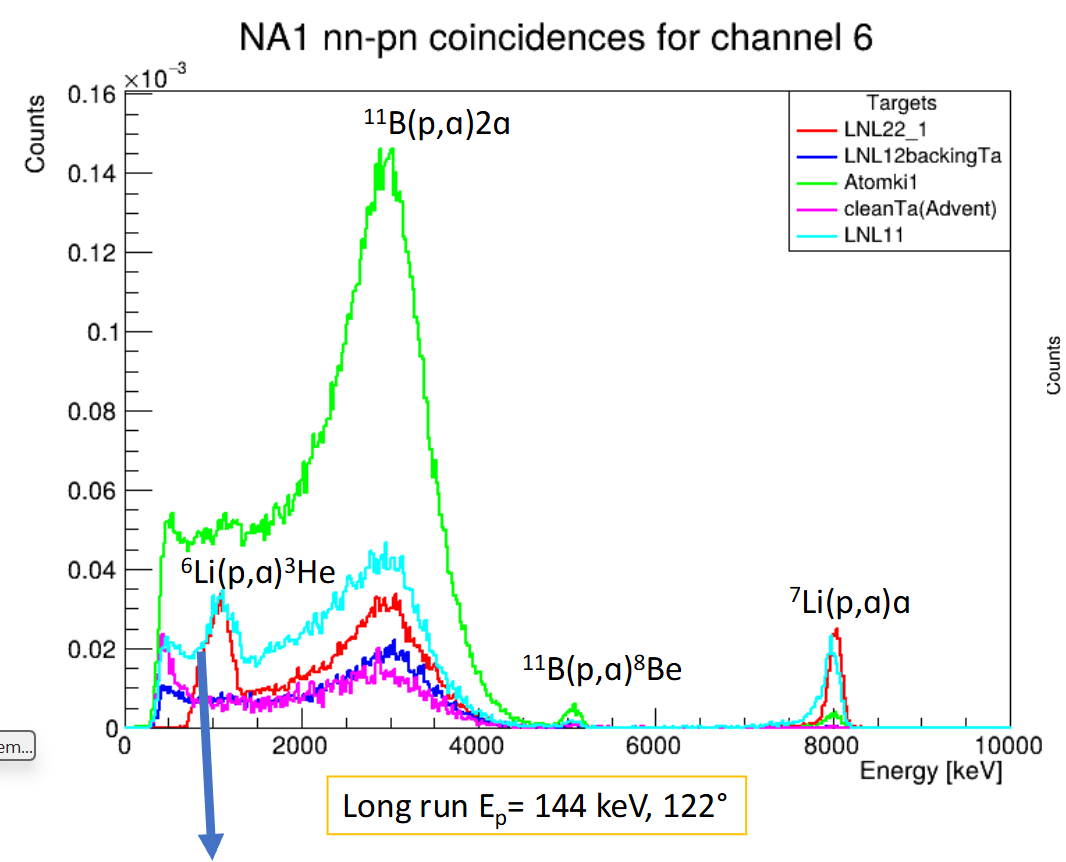 NA1 nn-pn coincidences for channel 6
×10⁻³
Counts
0.16
0.14
0.12
0.1
0.08
0.06
0.04
0.02
0
¹¹B(p,ɑ)2ɑ
Targets
LNL22_1
LNL12backingTa
Atomki1
cleanTa(Advent)
LNL11
Counts
⁶Li(p,ɑ)³He
⁷Li(p,ɑ)ɑ
¹¹B(p,ɑ)⁸Be
em...
0 2000 4000 6000 8000 10000
Energy [keV]
Long run Eₚ= 144 keV, 122°